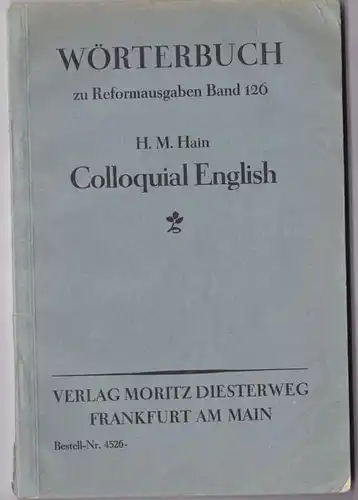 WÖRTERBUCH
zu Reformausgaben Band 126
H. M. Hain
Colloquial English
VERLAG MORITZ DIESTERWEG
FRANKFURT AM MAIN
Bestell-Nr. 4526-